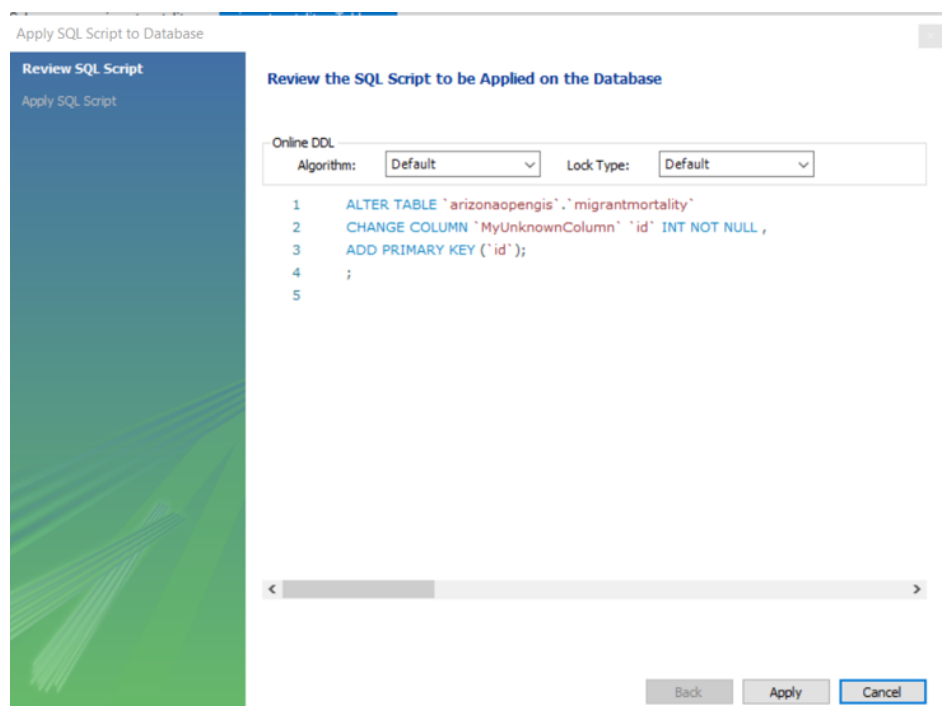 Apply SQL Script to Database
Review SQL Script
Apply SQL Script
Review the SQL Script to be Applied on the Database
Online DDL
Algorithm: Default Lock Type: Default
1 ALTER TABLE `arizonaopengis`.`migrantmortality`
2 CHANGE COLUMN `MyUnknownColumn` `id` INT NOT NULL ,
3 ADD PRIMARY KEY (`id`);
4 ;
5
Back Apply Cancel